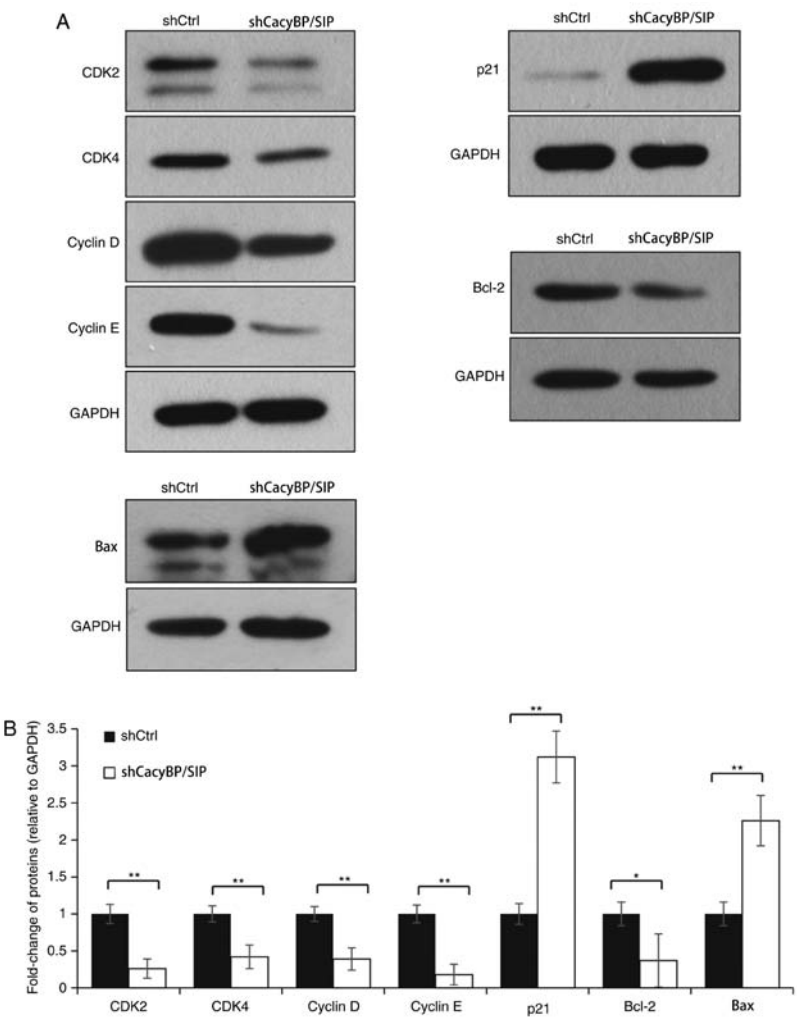 A
shCtrl shCacyBP/SIP
CDK2
CDK4
Cyclin D
Cyclin E
GAPDH
shCtrl shCacyBP/SIP
p21
GAPDH
shCtrl shCacyBP/SIP
Bcl-2
GAPDH
shCtrl shCacyBP/SIP
Bax
GAPDH
B
Fold-change of proteins (relative to GAPDH)
3.5
3
2.5
2
1.5
1
0.5
0
shCtrl
shCacyBP/SIP
** ** ** ** ** * **
CDK2 CDK4 Cyclin D Cyclin E p21 Bcl-2 Bax